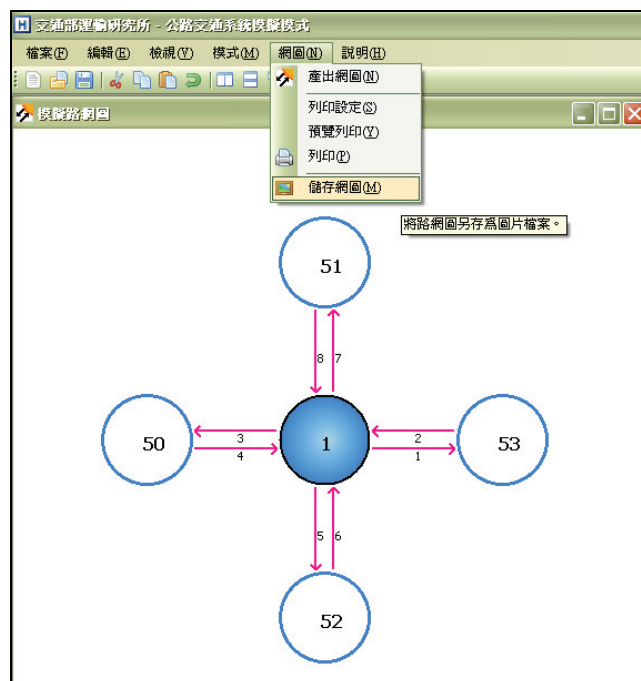 交通部運輸研究所 - 公路交通系統模擬模式
檔案(F) 編輯(E) 檢視(V) 模式(M) 網圖(N) 說明(H)
產出網圖(N)
模擬路網圖
列印設定(S)
預覽列印(Y)
列印(P)
儲存網圖(M)
將路網圖另存為圖片檔案。
51
8 7
50 3 4 1 2 1 53
5 6
52